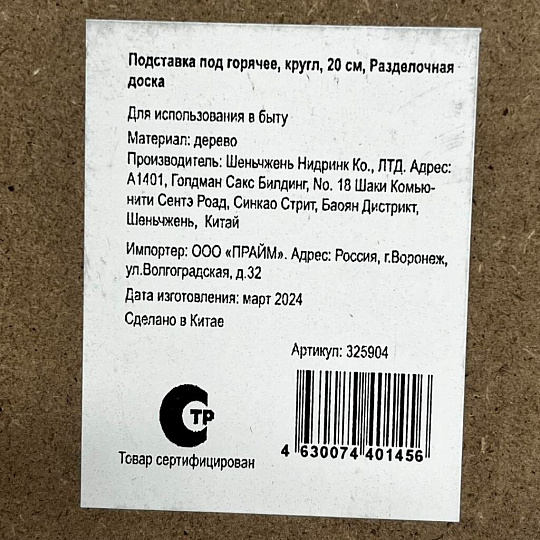 Подставка под горячее, кругл, 20 см, Разделочная
доска
Для использования в быту
Материал: дерево
Производитель: Шеньчжень Нидринк Ко., ЛТД. Адрес:
А1401, Голдман Сакс Билдинг, No. 18 Шаки Комью-
нити Сентэ Роад, Синкао Стрит, Баоян Дистрикт,
Шеньчжень, Китай
Импортер: ООО «ПРАЙМ». Адрес: Россия, г.Воронеж,
ул.Волгоградская, д.32
Дата изготовления: март 2024
Сделано в Китае
Артикул: 325904
СТР
Товар сертифицирован
4 630074 401456